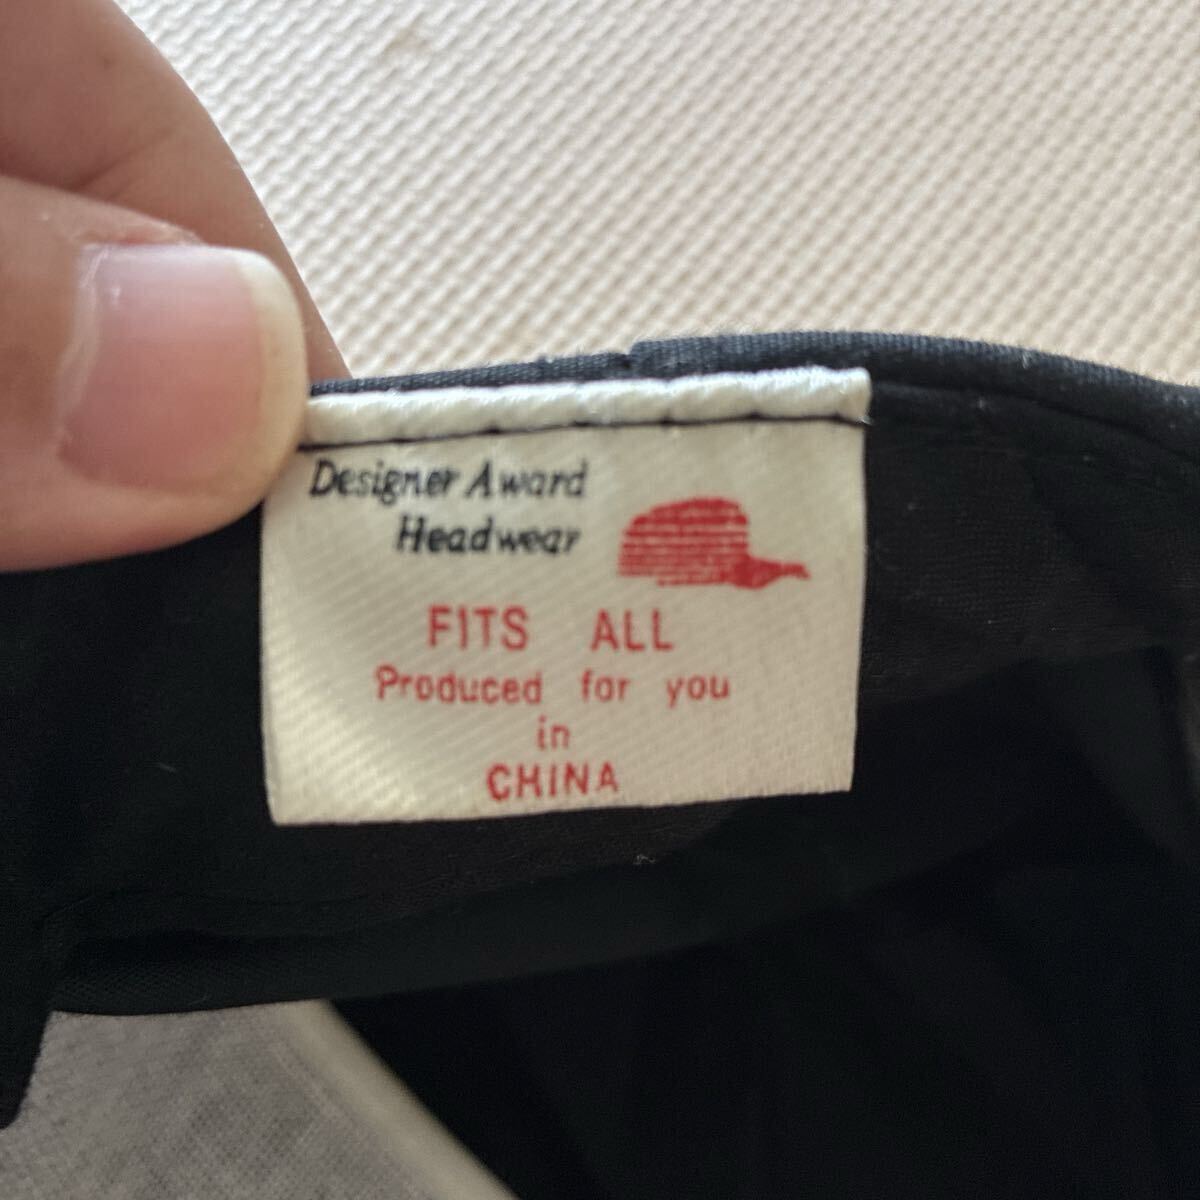 Designer Award
Headwear
FITS ALL
Produced for you
in
CHINA